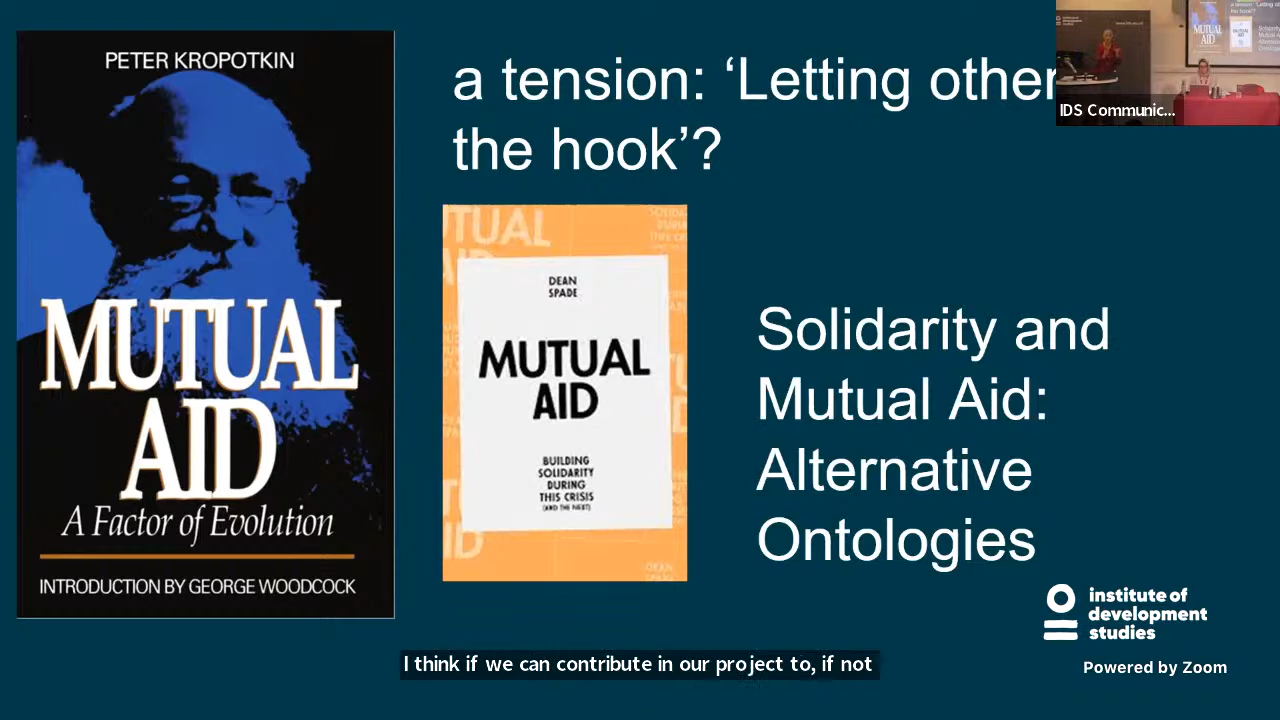 PETER KROPOTKIN
MUTUAL
AID
A Factor of Evolution
INTRODUCTION BY GEORGE WOODCOCK
a tension: ‘Letting other
the hook’?
DEAN
SPADE
MUTUAL
AID
BUILDING
SOLIDARITY
DURING
THIS CRISIS
(AND THE NEXT)
Solidarity and
Mutual Aid:
Alternative
Ontologies
IDS Communic...
institute of
development
studies
Powered by Zoom
I think if we can contribute in our project to, if not